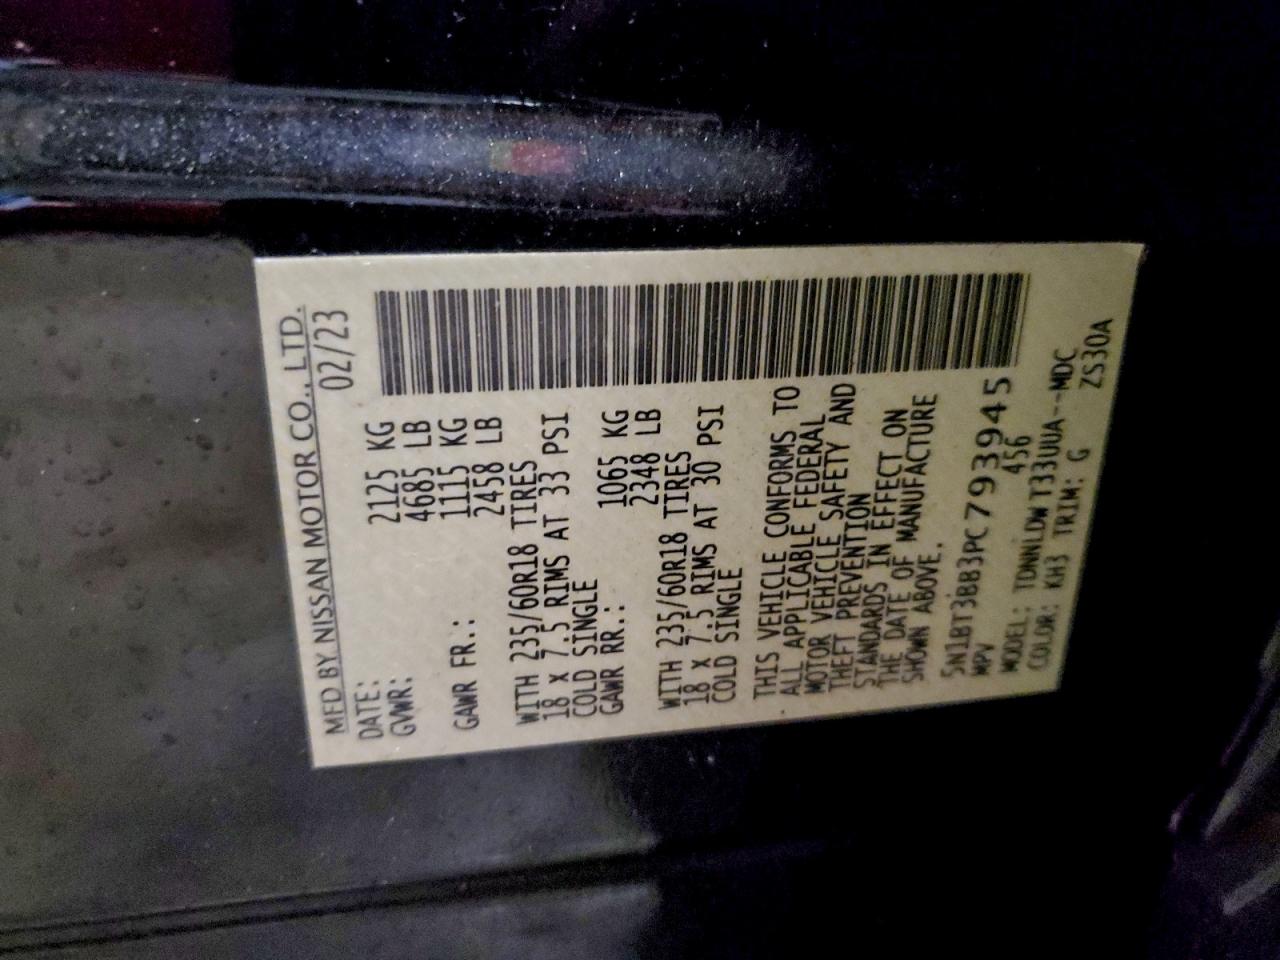 MFD BY NISSAN MOTOR CO., LTD.
DATE: 02/23
GVWR: 2125 KG
4685 LB
GAWR FR.: 1115 KG
2458 LB
WITH 235/60R18 TIRES
18 X 7.5 RIMS AT 33 PSI
COLD SINGLE
GAWR RR.: 1065 KG
2348 LB
WITH 235/60R18 TIRES
18 X 7.5 RIMS AT 30 PSI
COLD SINGLE
THIS VEHICLE CONFORMS TO
ALL APPLICABLE FEDERAL
MOTOR VEHICLE SAFETY AND
THEFT PREVENTION
STANDARDS IN EFFECT ON
THE DATE OF MANUFACTURE
SHOWN ABOVE.
5N1BT3BB3PC793945
MPV 456
MODEL: TONNLDWT33UUA--MDC
COLOR: KH3 TRIM: G ZS30A